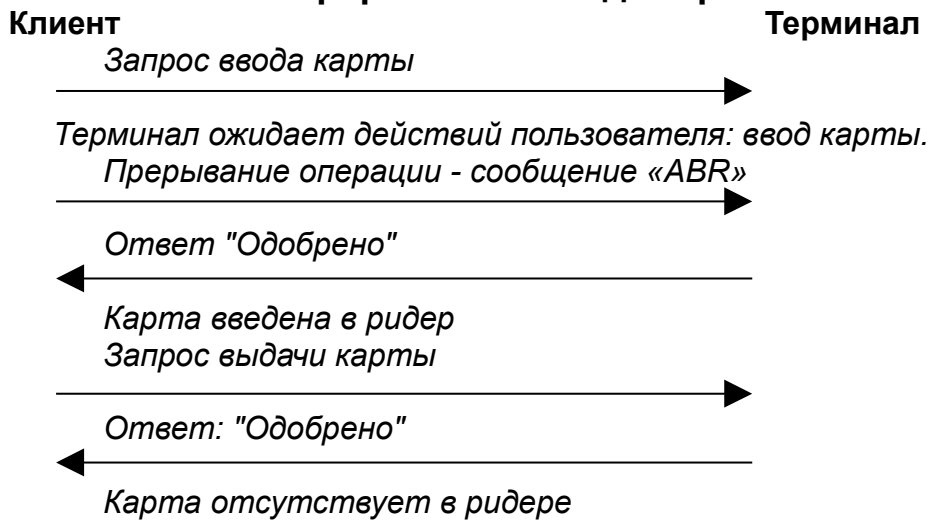 Клиент Терминал
Запрос ввода карты
Терминал ожидает действий пользователя: ввод карты.
Прерывание операции - сообщение «ABR»
Ответ "Одобрено"
Карта введена в ридер
Запрос выдачи карты
Ответ: "Одобрено"
Карта отсутствует в ридере